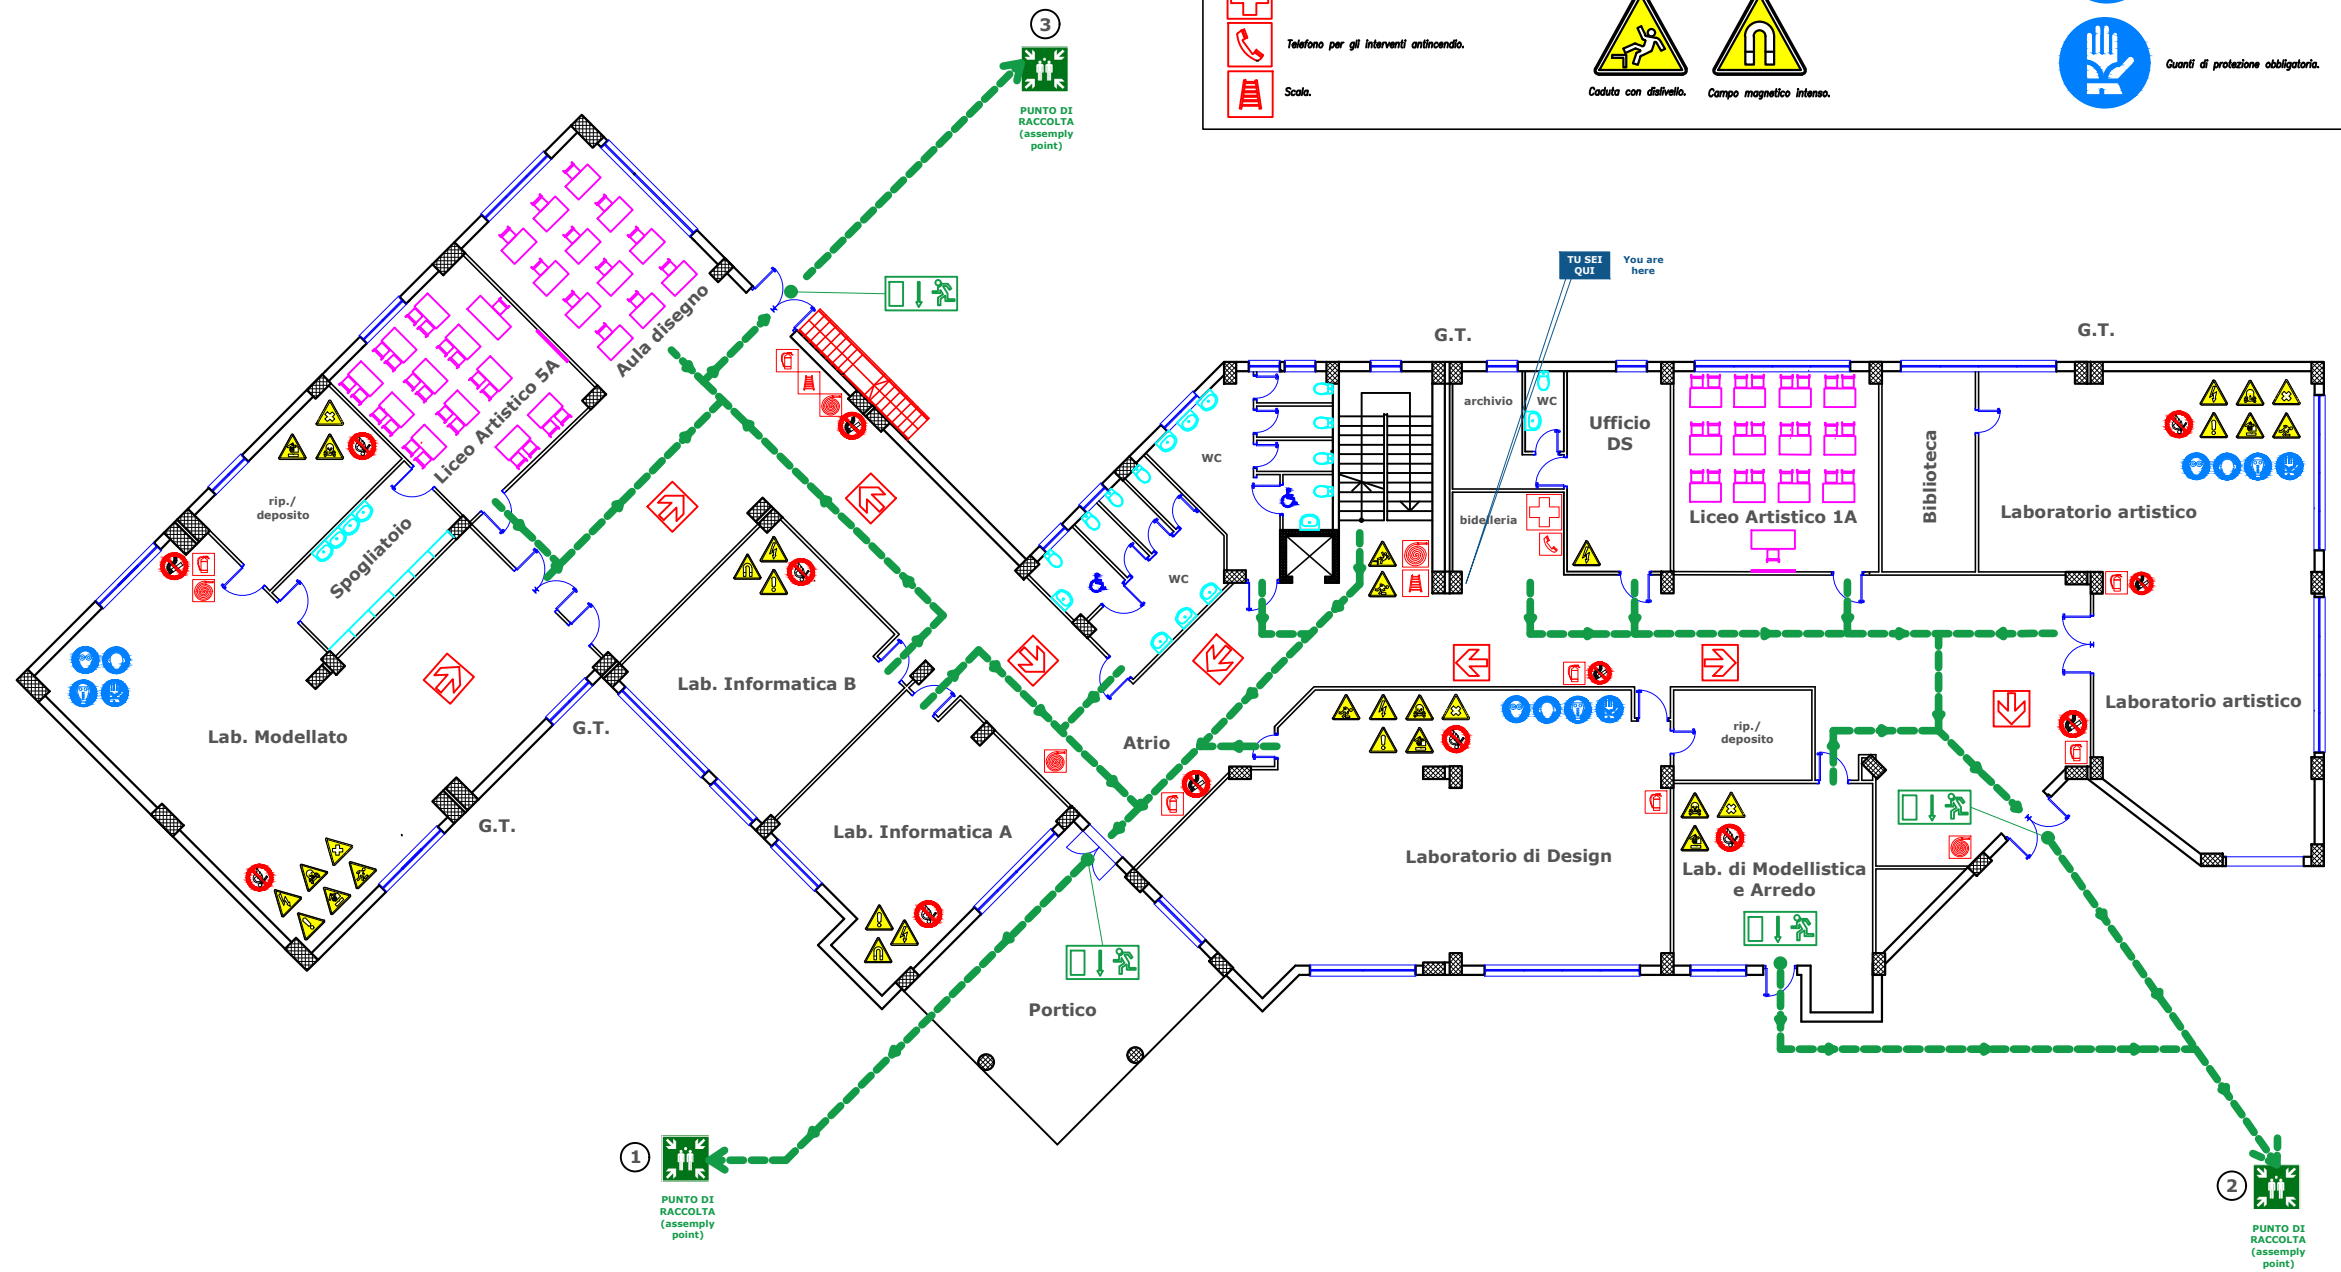 3
PUNTO DI
RACCOLTA
(assemply
point)
Telefono per gli interventi antincendio.
Scala.
Caduta con dislivello.
Campo magnetico intenso.
Guanti di protezione obbligatoria.
TU SEI
QUI
You are
here
G.T.
G.T.
Aula disegno
Liceo Artistico 5A
rip./
deposito
Spogliatoio
WC
WC
archivio
WC
Ufficio
DS
bidelleria
Liceo Artistico 1A
Biblioteca
Laboratorio artistico
Laboratorio artistico
Lab. Modellato
G.T.
G.T.
Lab. Informatica B
Lab. Informatica A
Atrio
rip./
deposito
Laboratorio di Design
Lab. di Modellistica
e Arredo
Portico
1
PUNTO DI
RACCOLTA
(assemply
point)
2
PUNTO DI
RACCOLTA
(assemply
point)